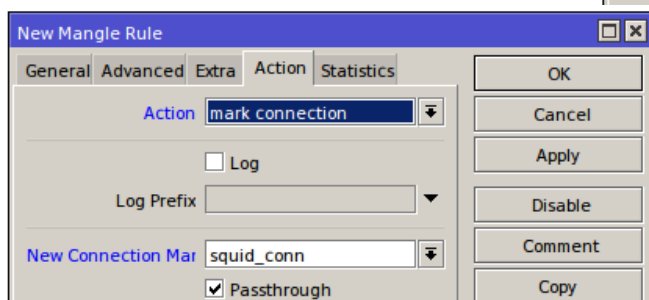 New Mangle Rule
General Advanced Extra Action Statistics
OK
Action mark connection
Cancel
Log
Apply
Log Prefix
Disable
New Connection Mar squid_conn
Comment
Passthrough
Copy